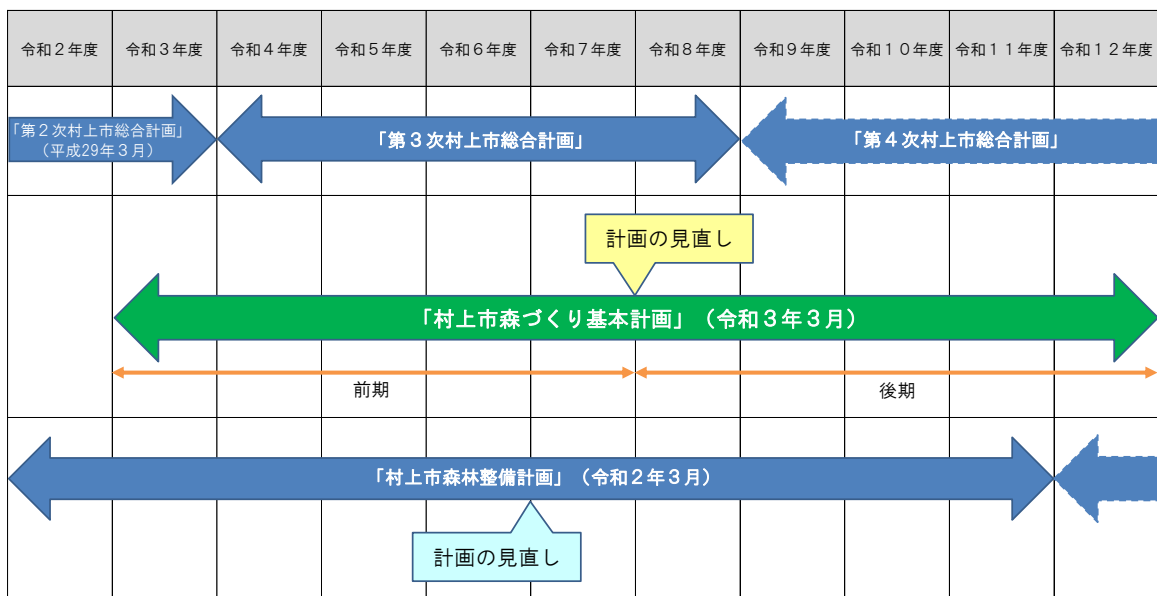 令和２年度 令和３年度 令和４年度 令和５年度 令和６年度 令和７年度 令和８年度 令和９年度 令和１０年度 令和１１年度 令和１２年度
「第２次村上市総合計画」
（平成29年３月）
「第３次村上市総合計画」
「第４次村上市総合計画」
計画の見直し
「村上市森づくり基本計画」（令和３年３月）
前期
後期
「村上市森林整備計画」（令和２年３月）
計画の見直し